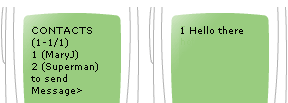 CONTACTS
(1-1/1)
1 (MaryJ)
2 (Superman)
to send
Message>
1 Hello there